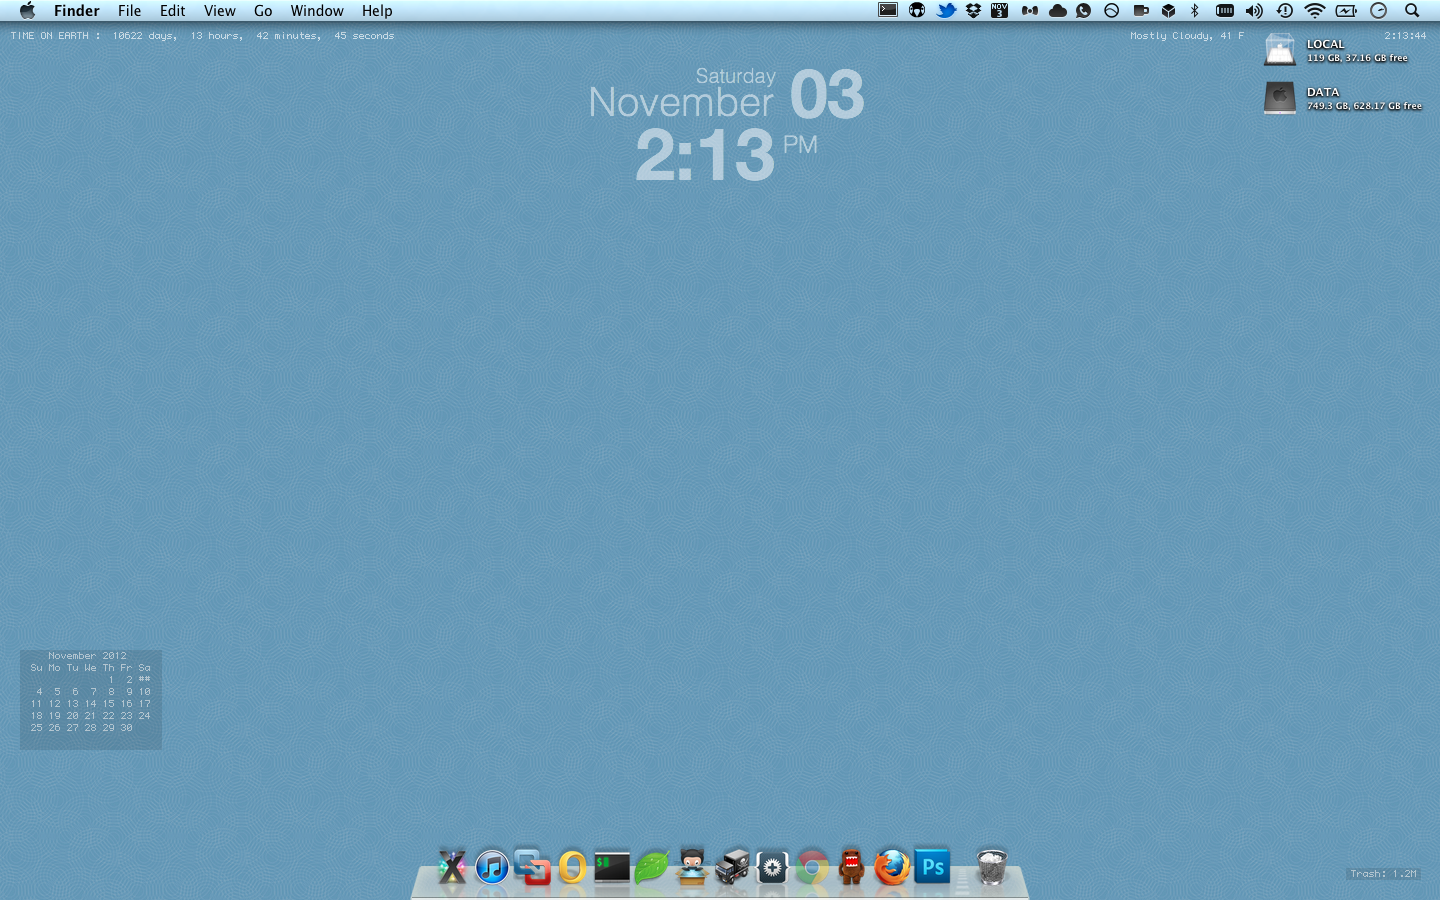 Finder File Edit View Go Window Help
NOV
3
TIME ON EARTH : 10622 days, 13 hours, 42 minutes, 45 seconds
Mostly Cloudy, 41 F
2:13:44
LOCAL
119 GB, 37.16 GB free
DATA
749.3 GB, 628.17 GB free
Saturday
November 03
2:13 PM
November 2012
Su Mo Tu We Th Fr Sa
1 2 ##
4 5 6 7 8 9 10
11 12 13 14 15 16 17
18 19 20 21 22 23 24
25 26 27 28 29 30
X
$
Ps
Trash: 1.2M